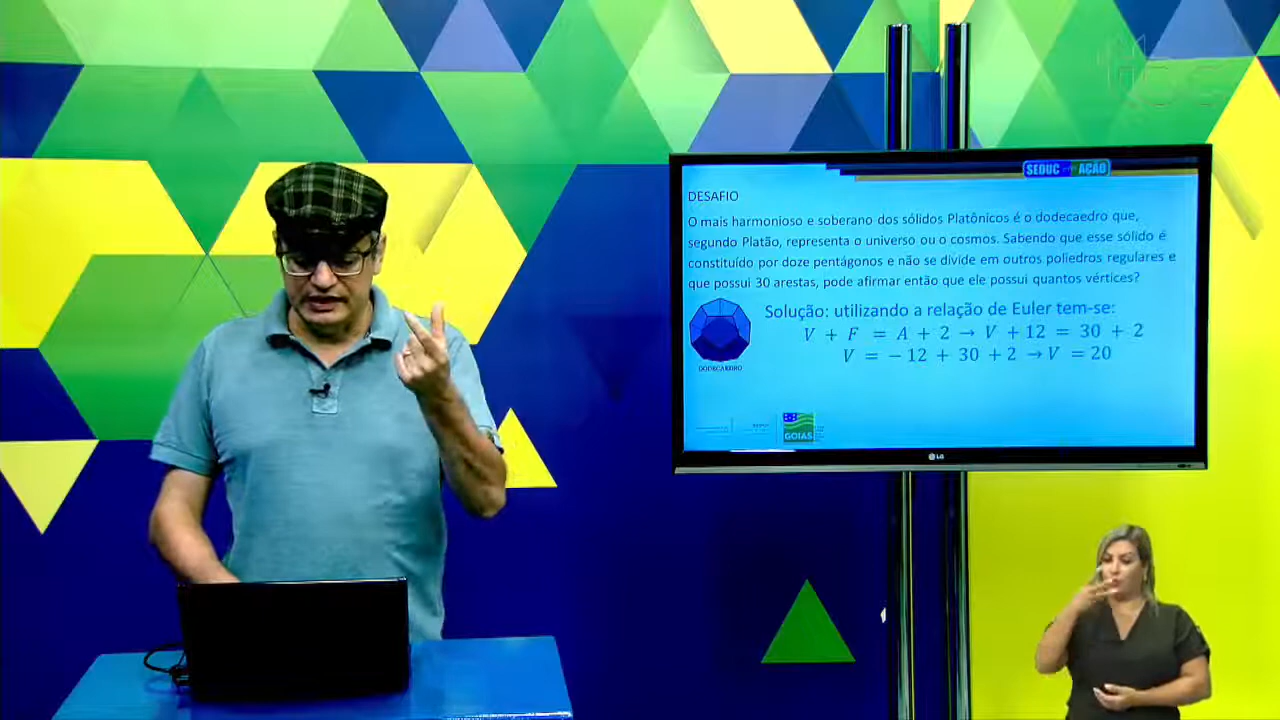 SEDUC em AÇÃO
DESAFIO
O mais harmonioso e soberano dos sólidos Platônicos é o dodecaedro que,
segundo Platão, representa o universo ou o cosmos. Sabendo que esse sólido é
constituído por doze pentágonos e não se divide em outros poliedros regulares e
que possui 30 arestas, pode afirmar então que ele possui quantos vértices?
Solução: utilizando a relação de Euler tem-se:
V + F = A + 2 → V + 12 = 30 + 2
V = − 12 + 30 + 2 → V = 20
DODECAEDRO
GOIÁS
LG